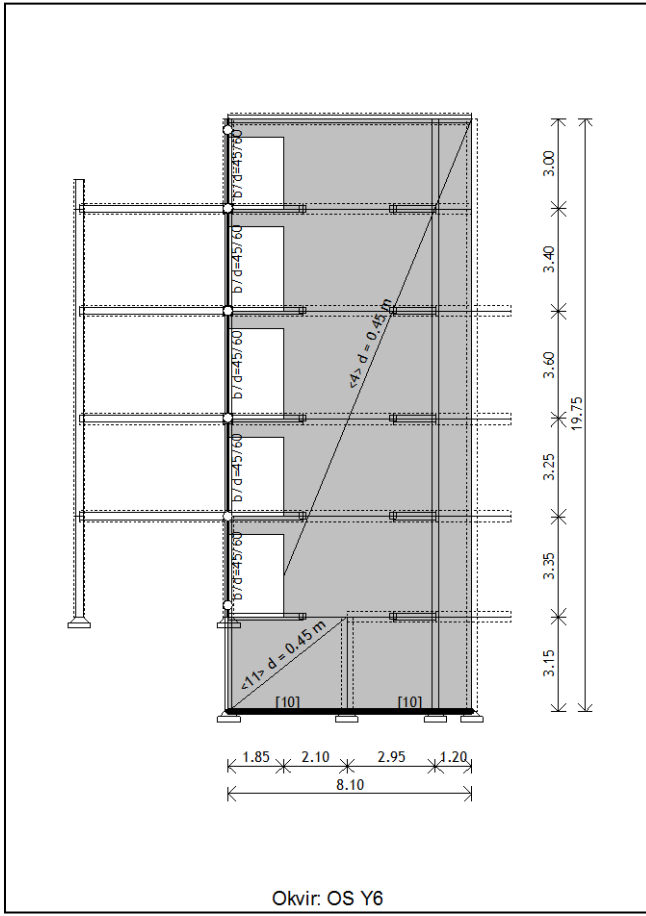 b/d=45/60
3.00
b/d=45/60
3.40
b/d=45/60
<4> d = 0.45 m
3.60
19.75
b/d=45/60
3.25
b/d=45/60
3.35
<11> d = 0.45 m
3.15
[10] [10]
1.85 2.10 2.95 1.20
8.10
Okvir: OS Y6